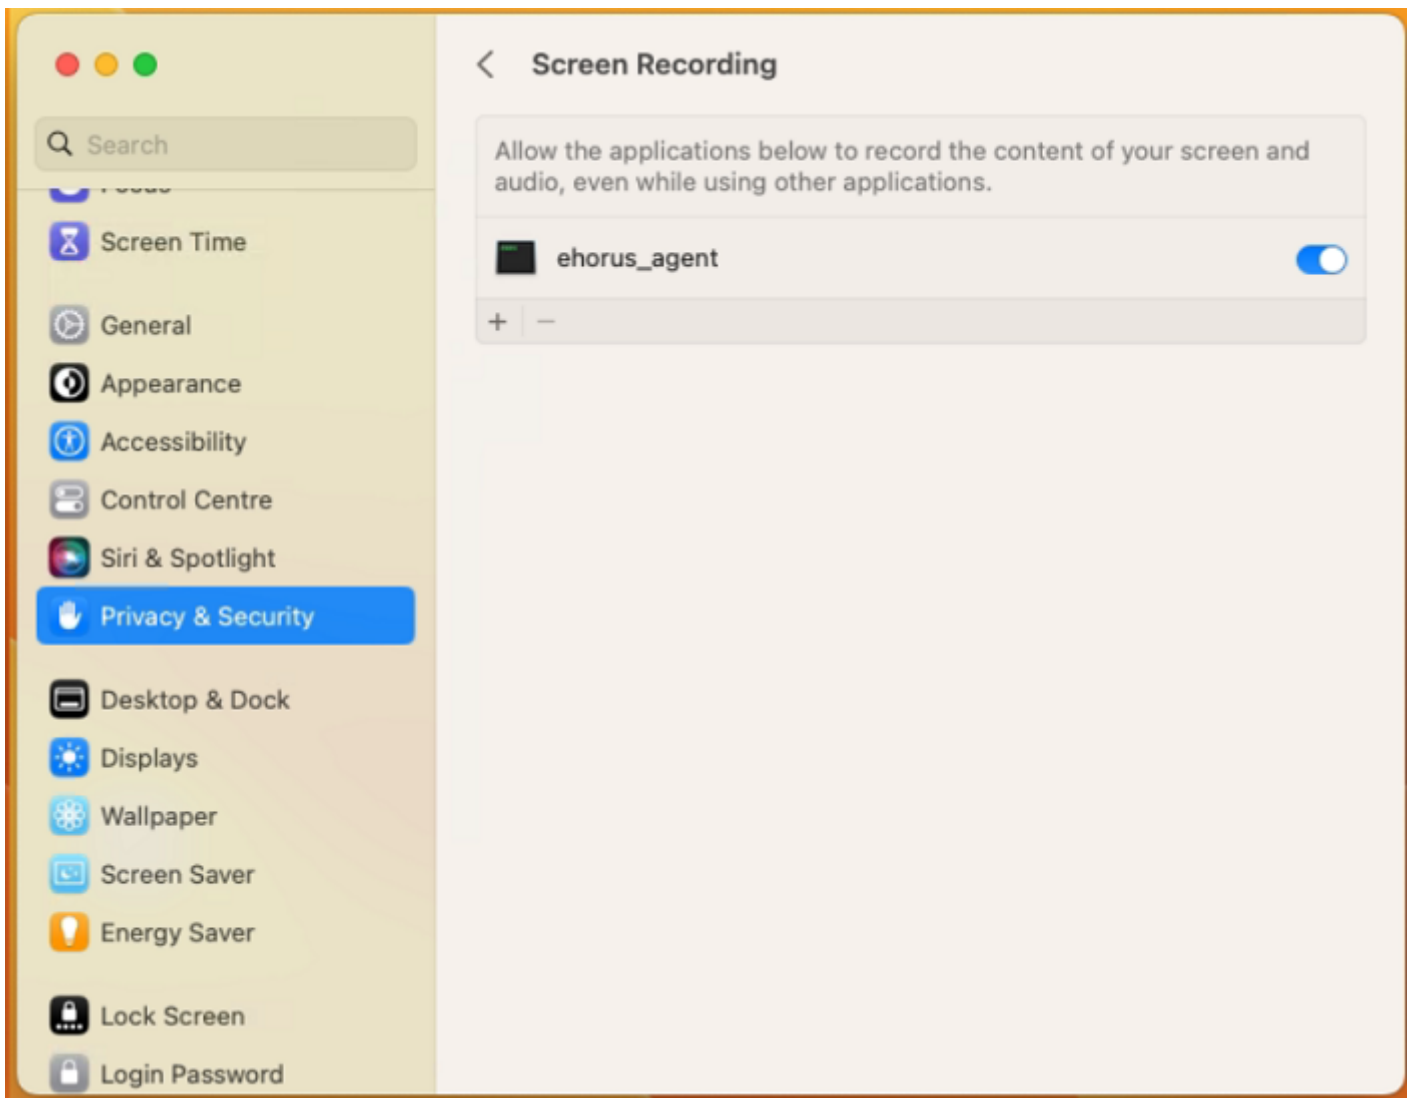 Search
Focus
Screen Time
General
Appearance
Accessibility
Control Centre
Siri & Spotlight
Privacy & Security
Desktop & Dock
Displays
Wallpaper
Screen Saver
Energy Saver
Lock Screen
Login Password
Screen Recording
Allow the applications below to record the content of your screen and
audio, even while using other applications.
ehorus_agent